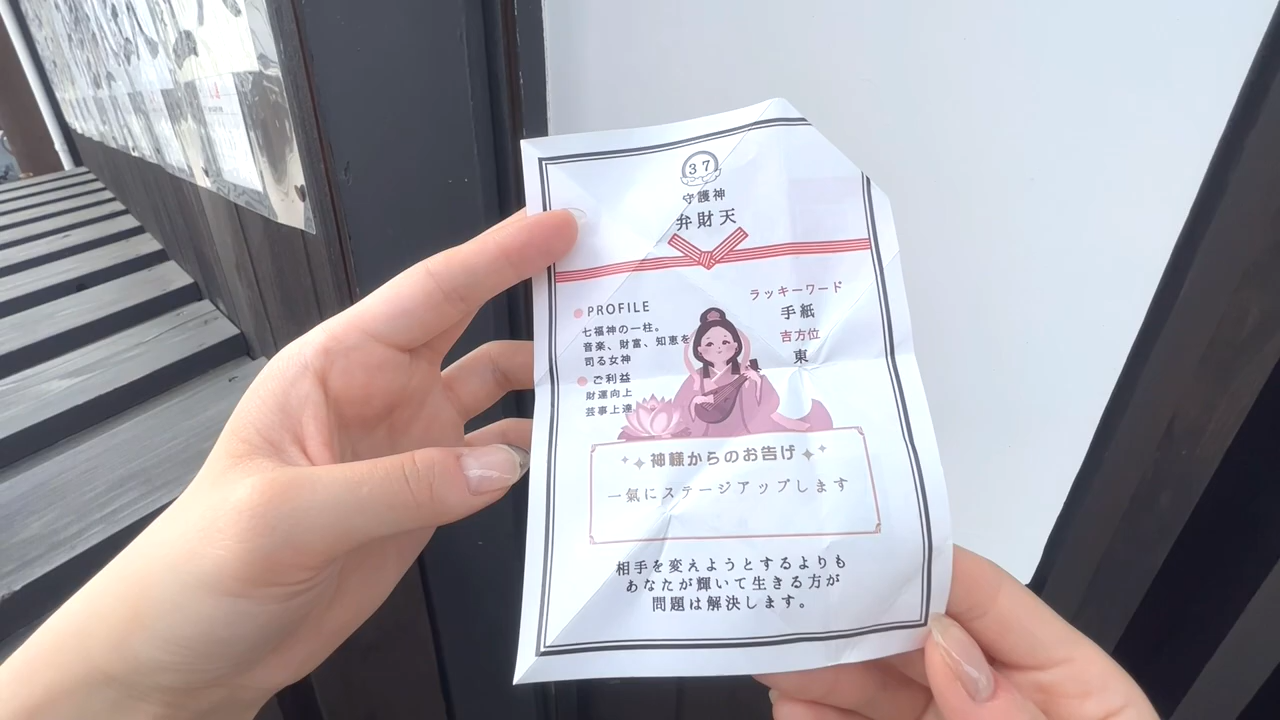 37
守護神
弁財天
PROFILE
七福神の一柱。
音楽、財富、知恵を
司る女神
ご利益
財運向上
芸事上達
ラッキーワード
手紙
吉方位
東
神様からのお告げ
一氣にステージアップします
相手を変えようとするよりも
あなたが輝いて生きる方が
問題は解決します。